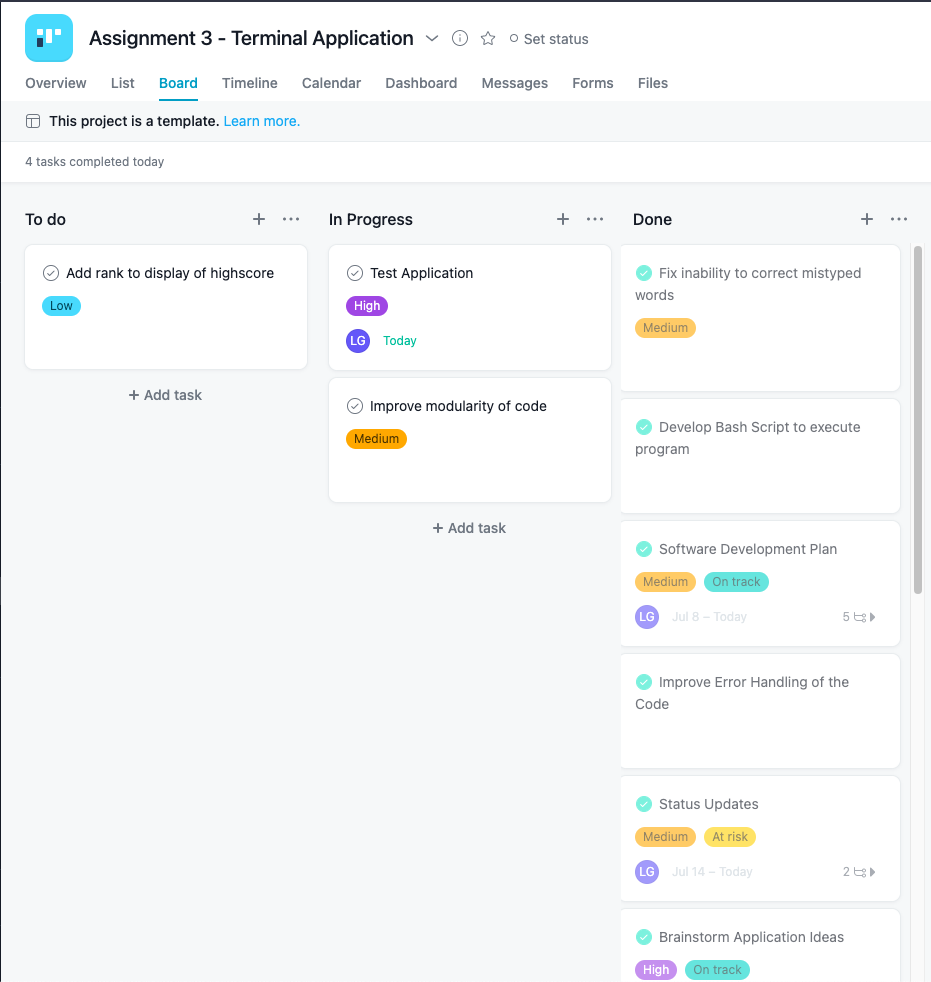 Assignment 3 - Terminal Application
Set status
Overview List Board Timeline Calendar Dashboard Messages Forms Files
This project is a template. Learn more.
4 tasks completed today
To do
Add rank to display of highscore
Low
+ Add task
In Progress
Test Application
High
LG Today
Improve modularity of code
Medium
+ Add task
Done
Fix inability to correct mistyped
words
Medium
Develop Bash Script to execute
program
Software Development Plan
Medium On track
LG Jul 8 – Today 5
Improve Error Handling of the
Code
Status Updates
Medium At risk
LG Jul 14 – Today 2
Brainstorm Application Ideas
High On track